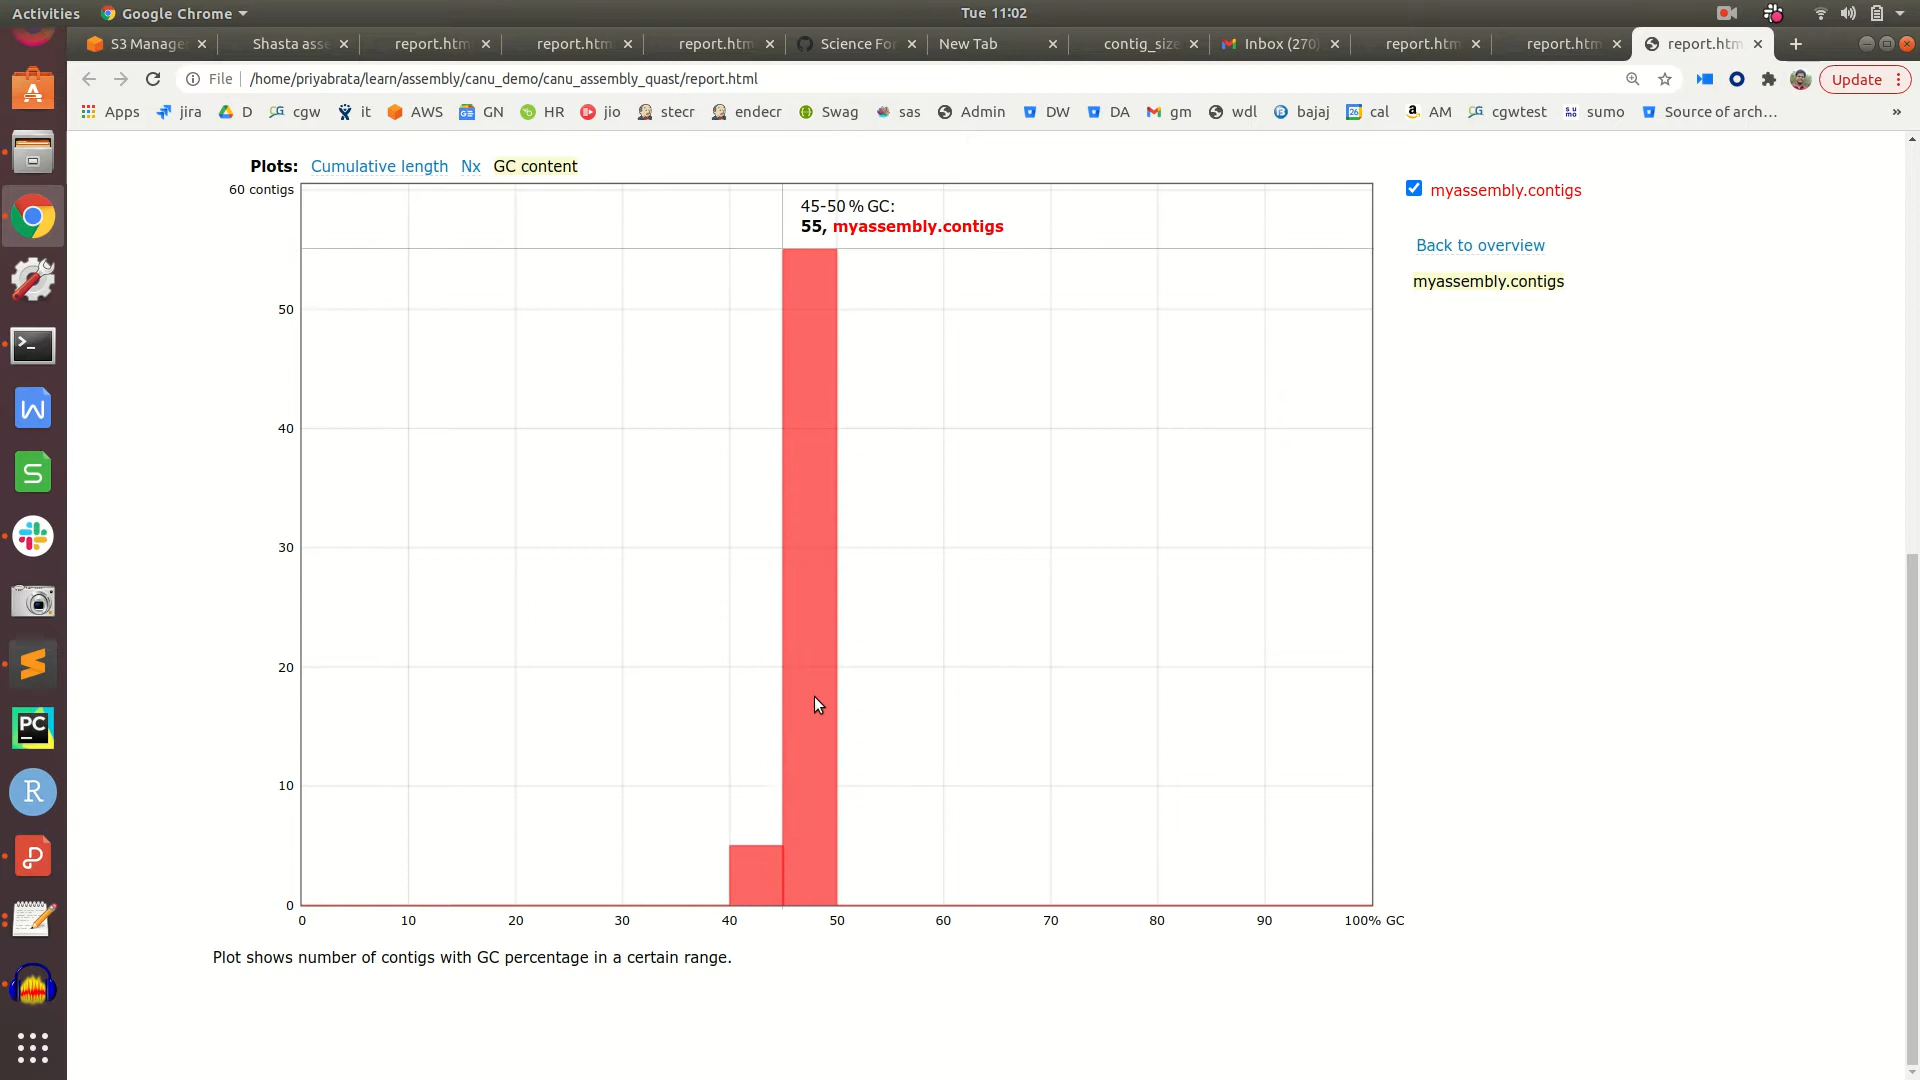 Activities Google Chrome Tue 11:02
S3 Manage Shasta asse report.htm report.htm report.htm Science Fo New Tab contig_size Inbox (270) report.htm report.htm report.htm
File /home/priyabrata/learn/assembly/canu_demo/canu_assembly_quast/report.html Update
Apps jira D cgw it AWS GN HR jio stecr endecr Swag sas Admin DW DA gm wdl bajaj 26 cal AM cgwtest sumo Source of arch… »
Plots: Cumulative length Nx GC content
60 contigs
45-50 % GC:
55, myassembly.contigs
myassembly.contigs
Back to overview
myassembly.contigs
50
40
30
20
10
0
0 10 20 30 40 50 60 70 80 90 100% GC
Plot shows number of contigs with GC percentage in a certain range.
W
S
PC
R